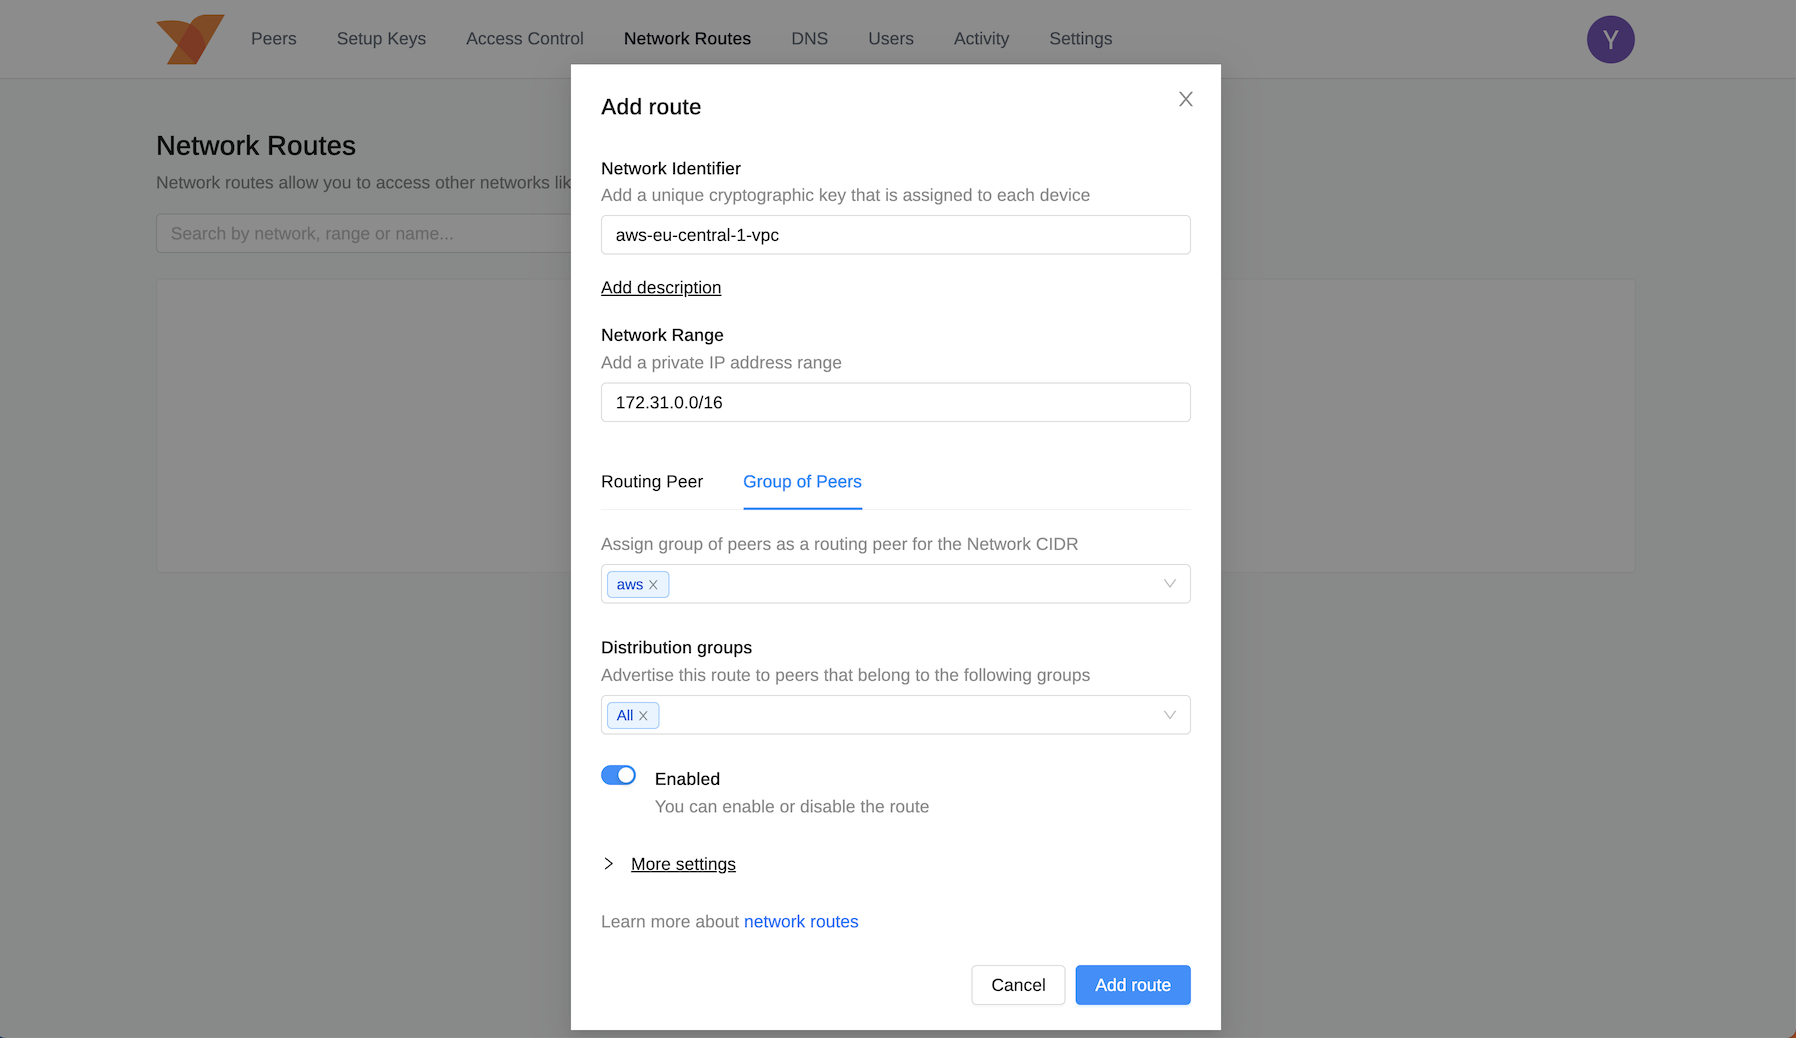 Peers
Setup Keys
Access Control
Network Routes
DNS
Users
Activity
Settings
Y
Network Routes
Network routes allow you to access other networks lik
Search by network, range or name...
Add route
Network Identifier
Add a unique cryptographic key that is assigned to each device
aws-eu-central-1-vpc
Add description
Network Range
Add a private IP address range
172.31.0.0/16
Routing Peer
Group of Peers
Assign group of peers as a routing peer for the Network CIDR
aws
Distribution groups
Advertise this route to peers that belong to the following groups
All
Enabled
You can enable or disable the route
More settings
Learn more about network routes
Cancel
Add route